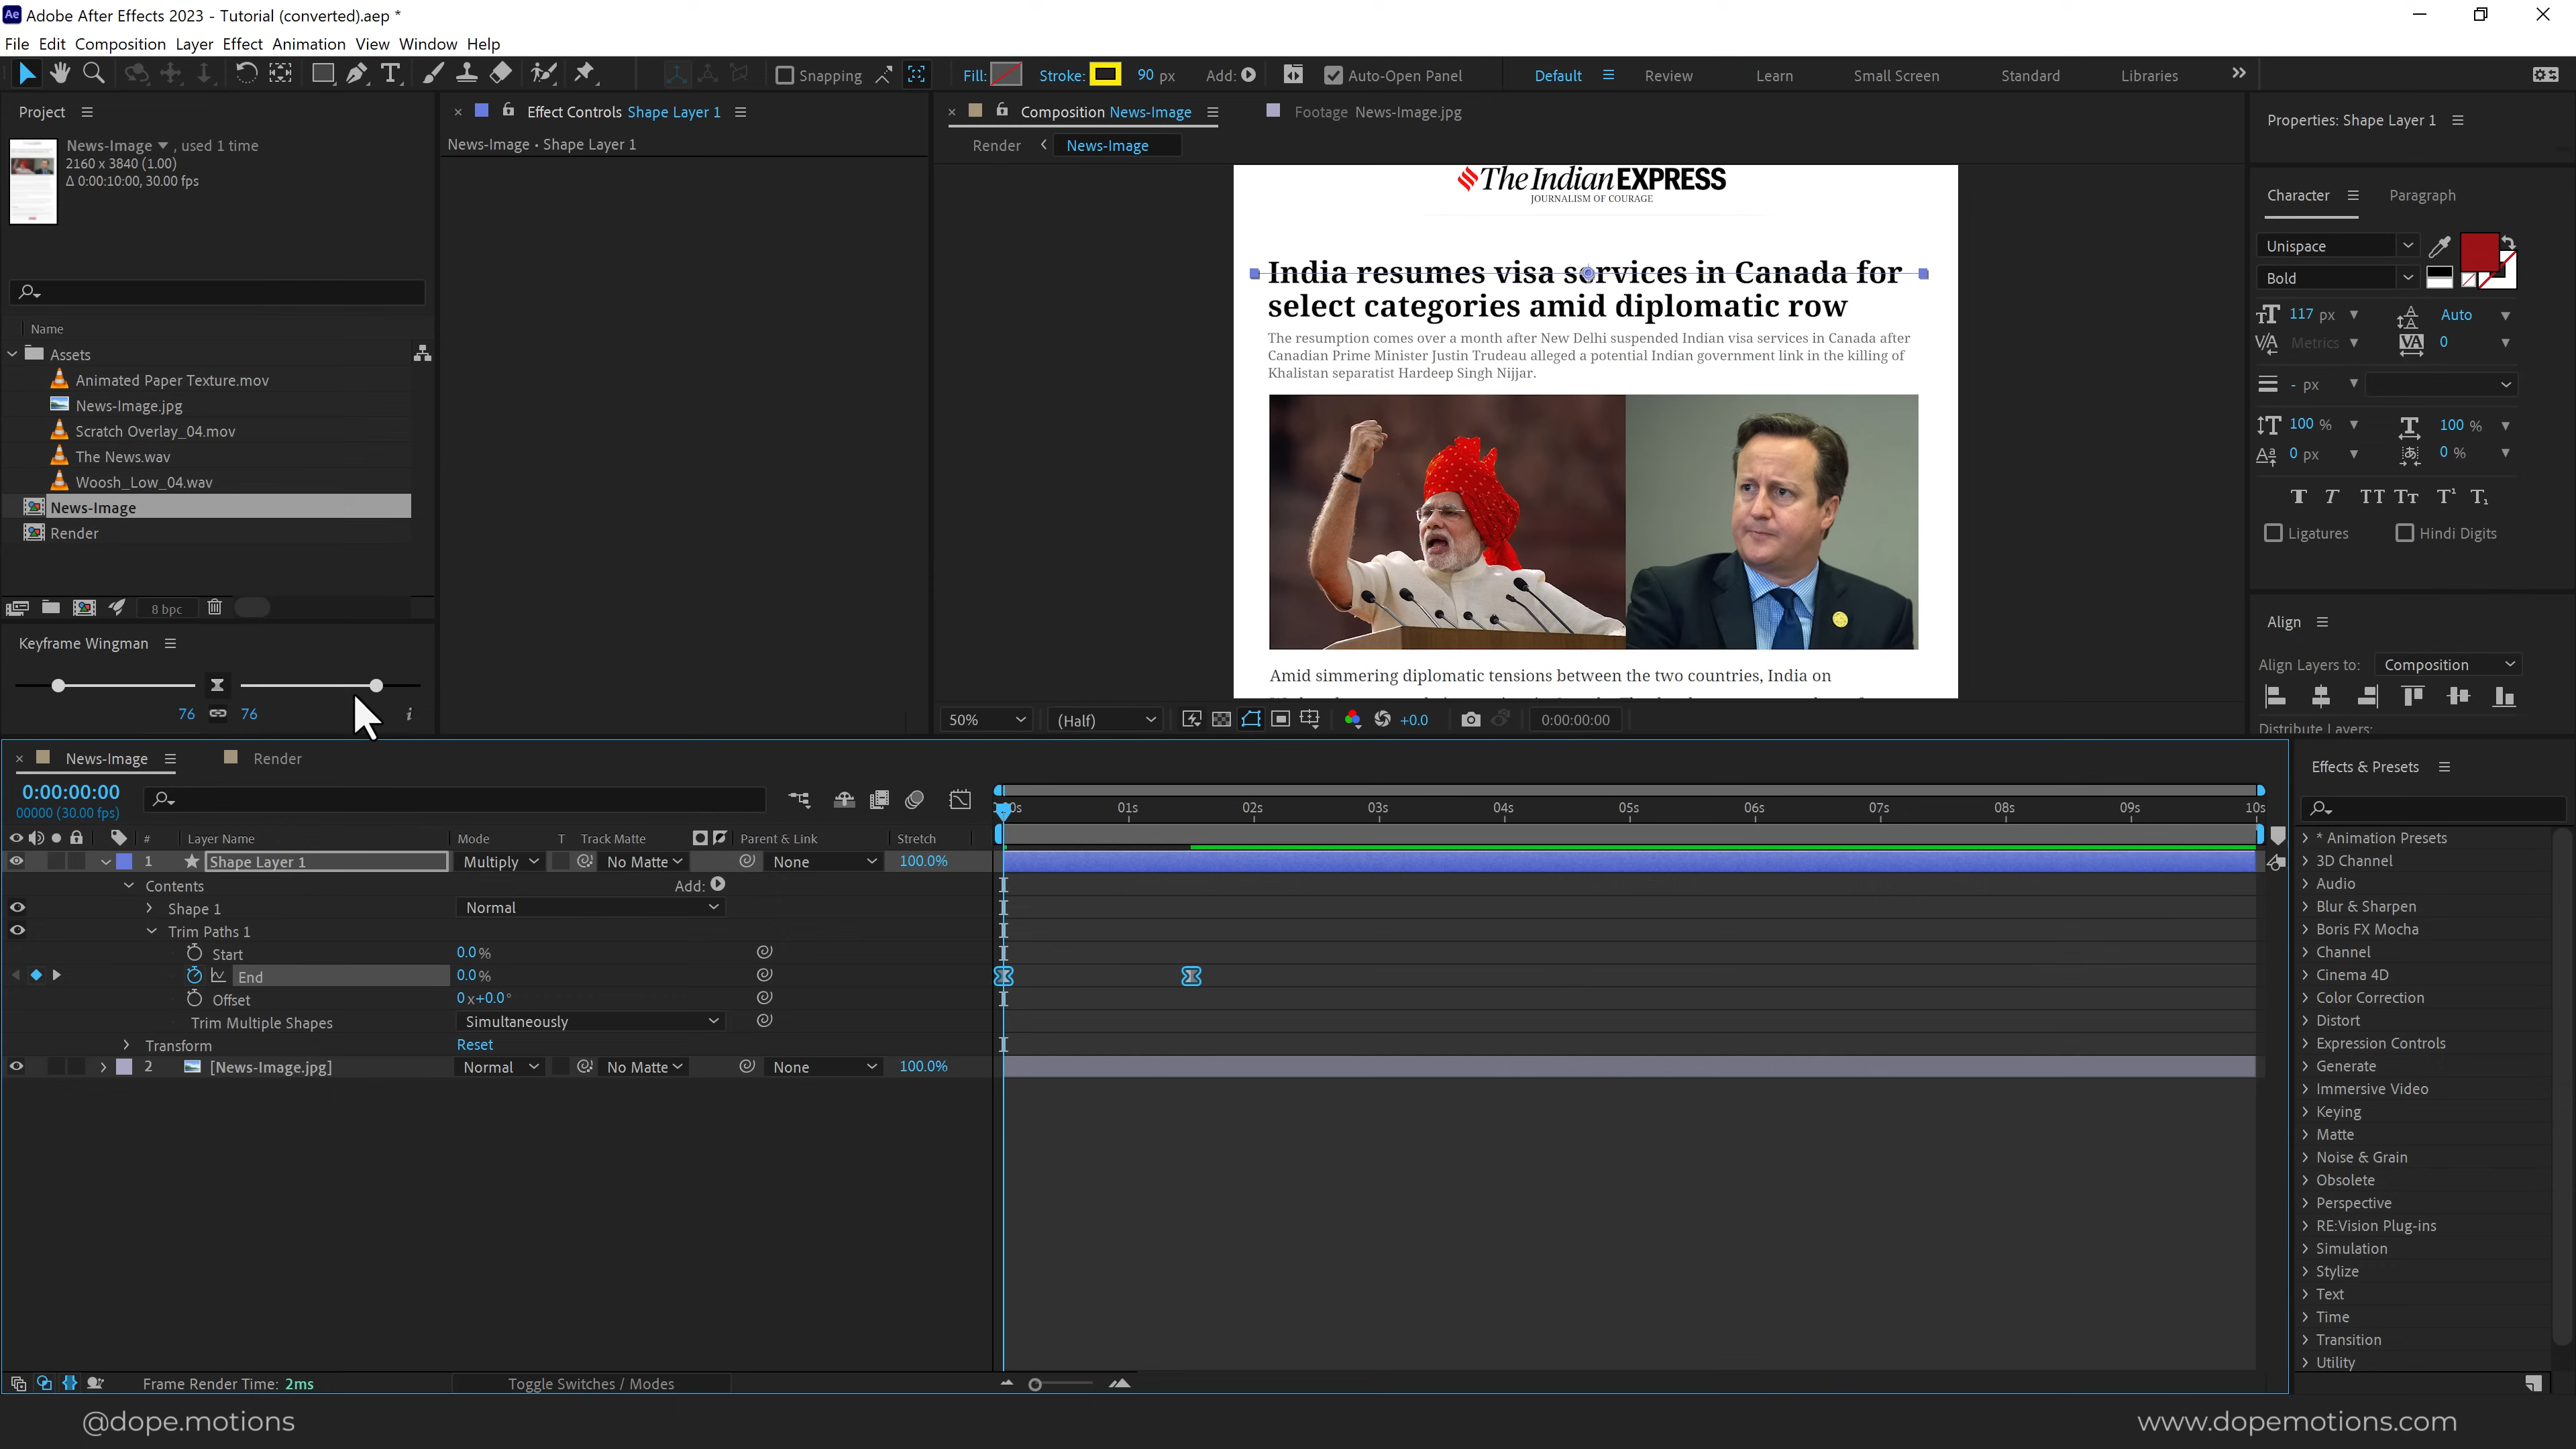 Adobe After Effects 2023 - Tutorial (converted).aep *
File Edit Composition Layer Effect Animation View Window Help
Snapping
Fill: Stroke: 90 px Add:
Auto-Open Panel
Default Review Learn Small Screen Standard Libraries
Project
News-Image , used 1 time
2160 x 3840 (1.00)
Δ 0:00:10:00, 30.00 fps
Name
Assets
Animated Paper Texture.mov
News-Image.jpg
Scratch Overlay_04.mov
The News.wav
Woosh_Low_04.wav
News-Image
Render
8 bpc
Keyframe Wingman
76 76
i
Effect Controls Shape Layer 1
News-Image • Shape Layer 1
Composition News-Image
Footage News-Image.jpg
Render News-Image
The Indian EXPRESS
JOURNALISM OF COURAGE
India resumes visa services in Canada for
select categories amid diplomatic row
The resumption comes over a month after New Delhi suspended Indian visa services in Canada after
Canadian Prime Minister Justin Trudeau alleged a potential Indian government link in the killing of
Khalistan separatist Hardeep Singh Nijjar.
Amid simmering diplomatic tensions between the two countries, India on
50% (Half) +0.0 0:00:00:00
Properties: Shape Layer 1
Character Paragraph
Unispace
Bold
117 px Auto
Metrics 0
- px
100 % 100 %
0 px 0 %
Ligatures Hindi Digits
Align
Align Layers to: Composition
Distribute Layers:
News-Image Render
0:00:00:00
00000 (30.00 fps)
# Layer Name Mode T Track Matte Parent & Link Stretch
01s 02s 03s 04s 05s 06s 07s 08s 09s 10s
1 Shape Layer 1 Multiply No Matte None 100.0%
Contents Add:
Shape 1 Normal
Trim Paths 1
Start 0.0 %
End 0.0 %
Offset 0 x+0.0 °
Trim Multiple Shapes Simultaneously
Transform Reset
2 [News-Image.jpg] Normal No Matte None 100.0%
Frame Render Time: 2ms
Toggle Switches / Modes
Effects & Presets
* Animation Presets
3D Channel
Audio
Blur & Sharpen
Boris FX Mocha
Channel
Cinema 4D
Color Correction
Distort
Expression Controls
Generate
Immersive Video
Keying
Matte
Noise & Grain
Obsolete
Perspective
RE:Vision Plug-ins
Simulation
Stylize
Text
Time
Transition
Utility
@dope.motions
www.dopemotions.com